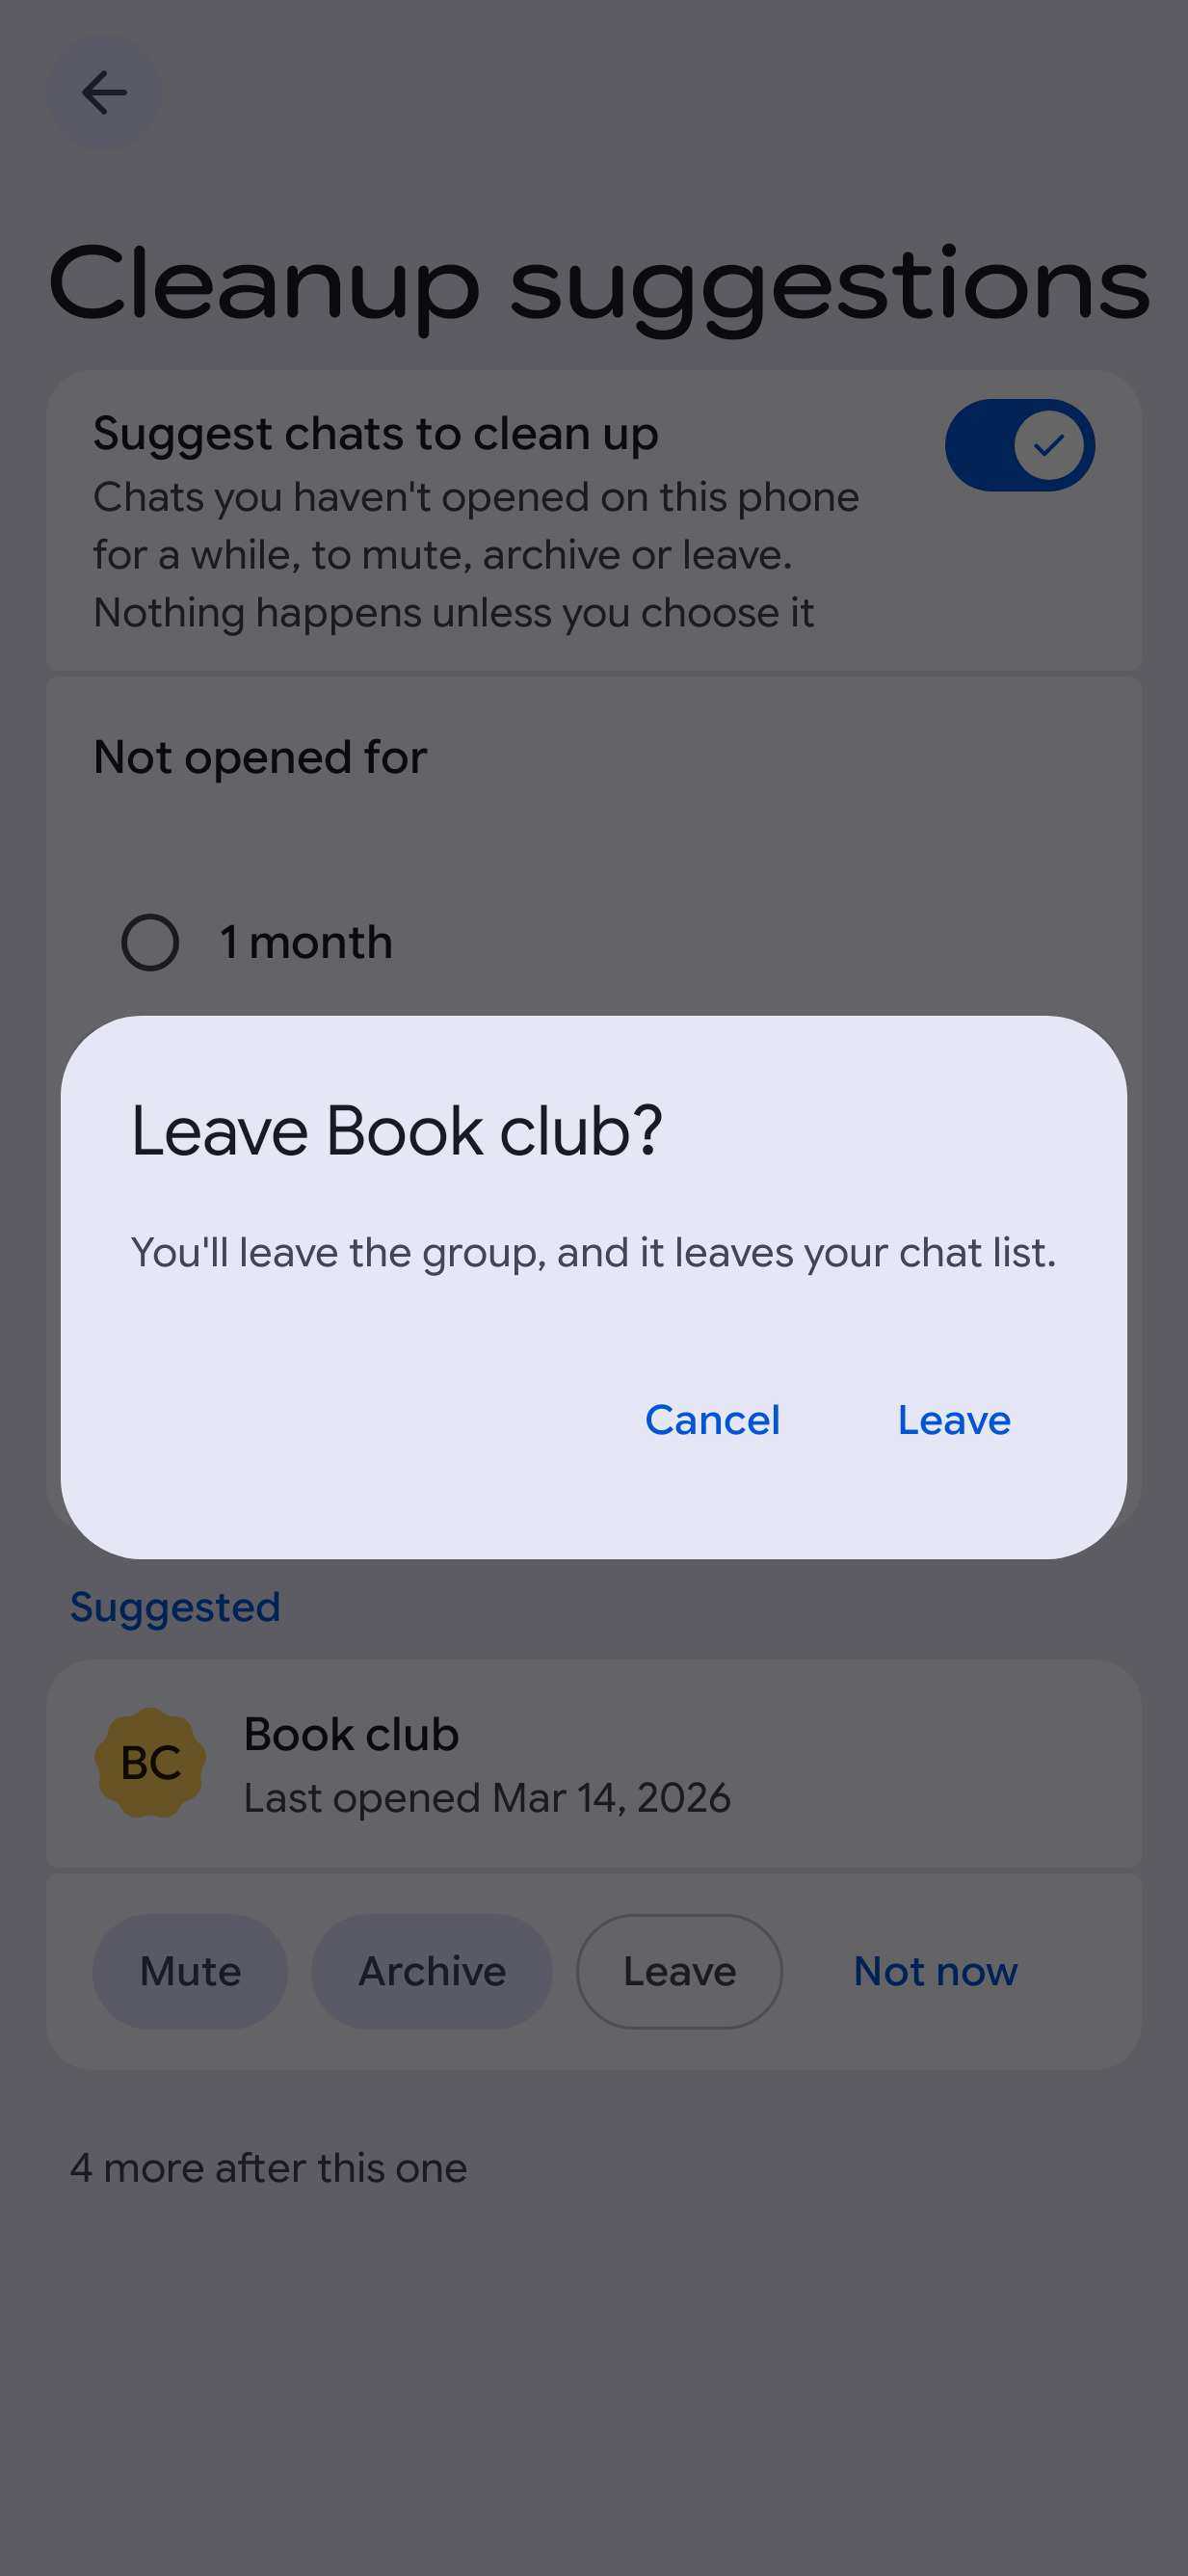 Cleanup suggestions
Suggest chats to clean up
Chats you haven't opened on this phone
for a while, to mute, archive or leave.
Nothing happens unless you choose it
Not opened for
1 month
Leave Book club?
You'll leave the group, and it leaves your chat list.
Cancel Leave
Suggested
BC
Book club
Last opened Mar 14, 2026
Mute Archive Leave Not now
4 more after this one